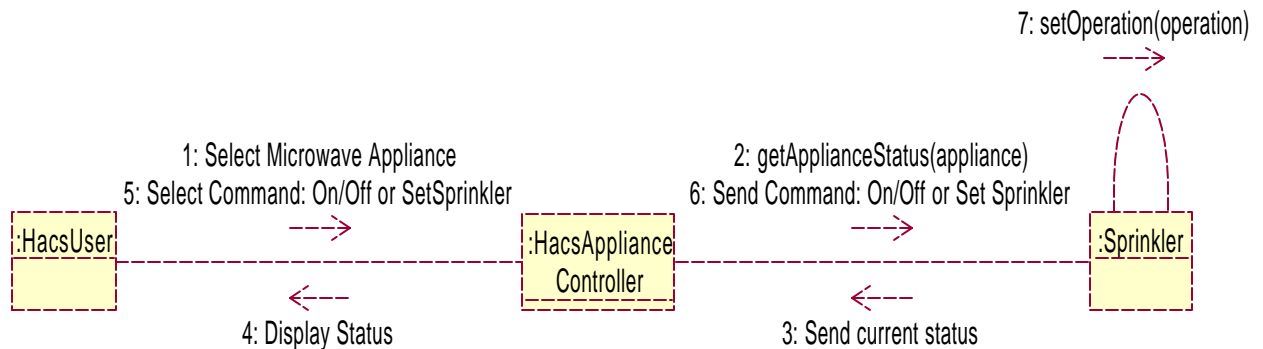 7: setOperation(operation)
1: Select Microwave Appliance
5: Select Command: On/Off or SetSprinkler
2: getApplianceStatus(appliance)
6: Send Command: On/Off or Set Sprinkler
:HacsUser
:HacsAppliance
Controller
:Sprinkler
4: Display Status
3: Send current status